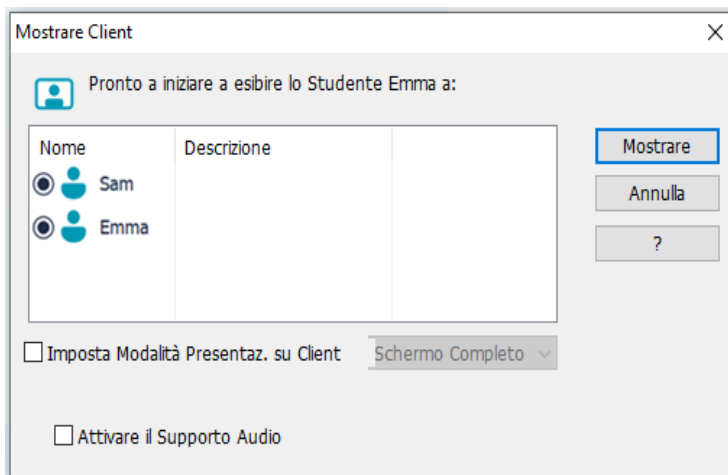 Mostrare Client
Pronto a iniziare a esibire lo Studente Emma a:
Nome Descrizione
Sam
Emma
Mostrare
Annulla
?
Imposta Modalità Presentaz. su Client Schermo Completo
Attivare il Supporto Audio